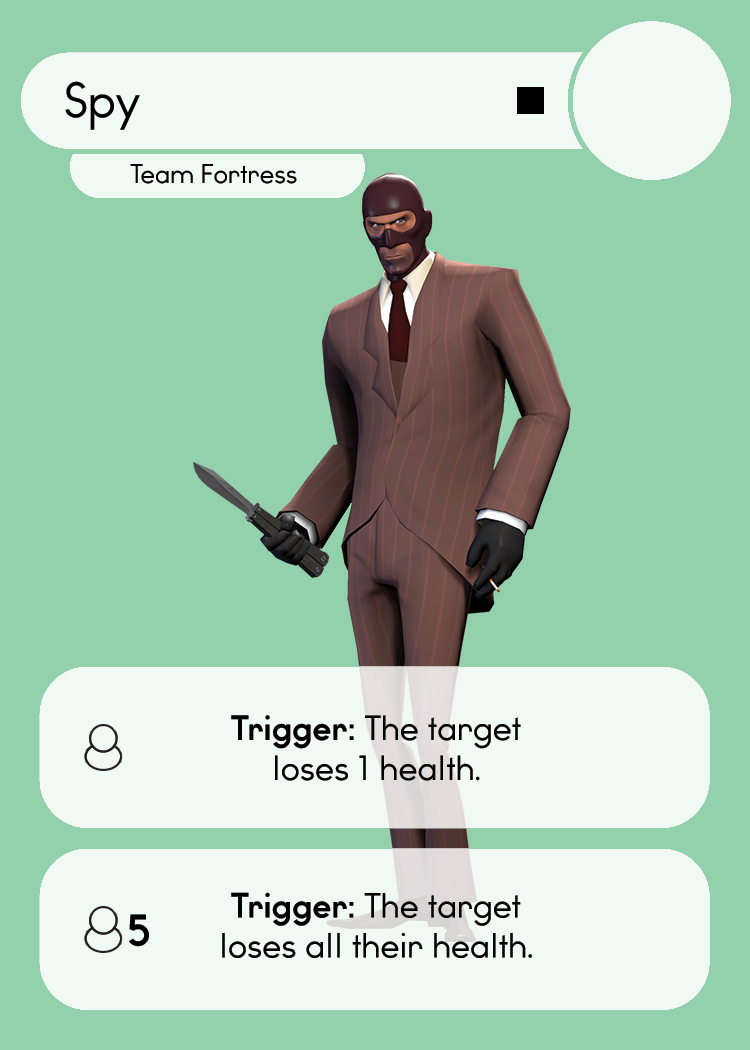 Spy
Team Fortress
Trigger: The target
loses 1 health.
5
Trigger: The target
loses all their health.